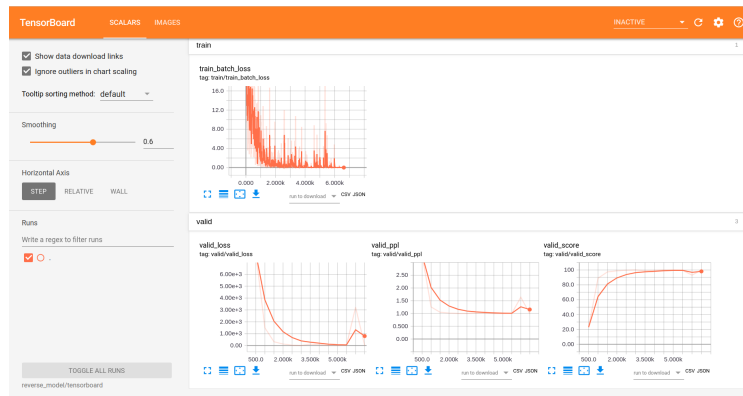 TensorBoard SCALARS IMAGES INACTIVE
Show data download links
Ignore outliers in chart scaling
Tooltip sorting method: default
Smoothing
0.6
Horizontal Axis
STEP RELATIVE WALL
Runs
Write a regex to filter runs
.
TOGGLE ALL RUNS
reverse_model/tensorboard
train 1
train_batch_loss
tag: train/train_batch_loss
16.0
12.0
8.00
4.00
0.00
0.000 2.000k 4.000k 6.000k
run to download CSV JSON
valid 3
valid_loss
tag: valid/valid_loss
6.00e+3
5.00e+3
4.00e+3
3.00e+3
2.00e+3
1.00e+3
0.00
500.0 2.000k 3.500k 5.000k
run to download CSV JSON
valid_ppl
tag: valid/valid_ppl
2.50
2.00
1.50
1.00
0.500
0.00
500.0 2.000k 3.500k 5.000k
run to download CSV JSON
valid_score
tag: valid/valid_score
100
80.0
60.0
40.0
20.0
0.00
500.0 2.000k 3.500k 5.000k
run to download CSV JSON